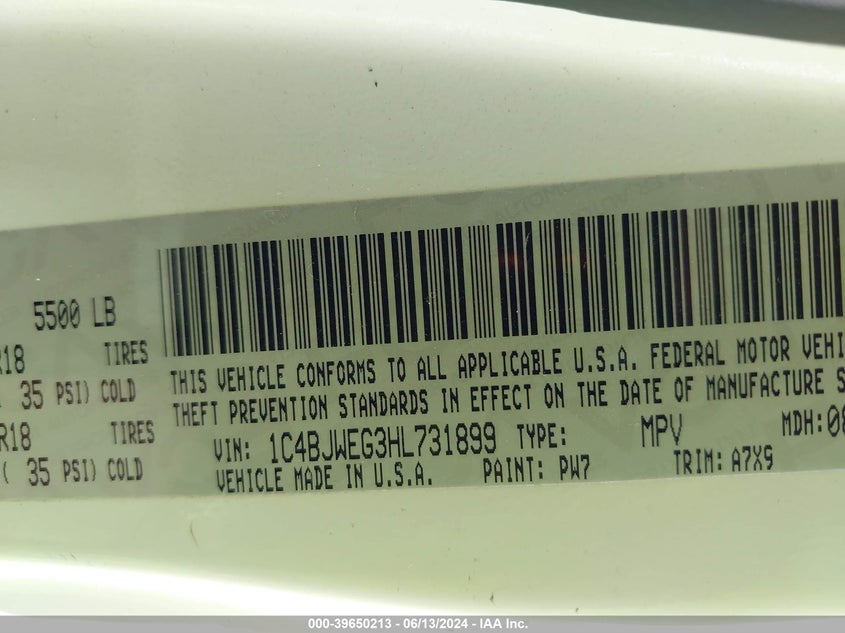 5500 LB
R18 TIRES
35 PSI) COLD
R18 TIRES
( 35 PSI) COLD
THIS VEHICLE CONFORMS TO ALL APPLICABLE U.S.A. FEDERAL MOTOR VEHI
THEFT PREVENTION STANDARDS IN EFFECT ON THE DATE OF MANUFACTURE S
VIN: 1C4BJWEG3HL731899 TYPE: MPV MDH:08
VEHICLE MADE IN U.S.A. PAINT: PW7 TRIM: A7X9
000-39650213 - 06/13/2024 - IAA Inc.